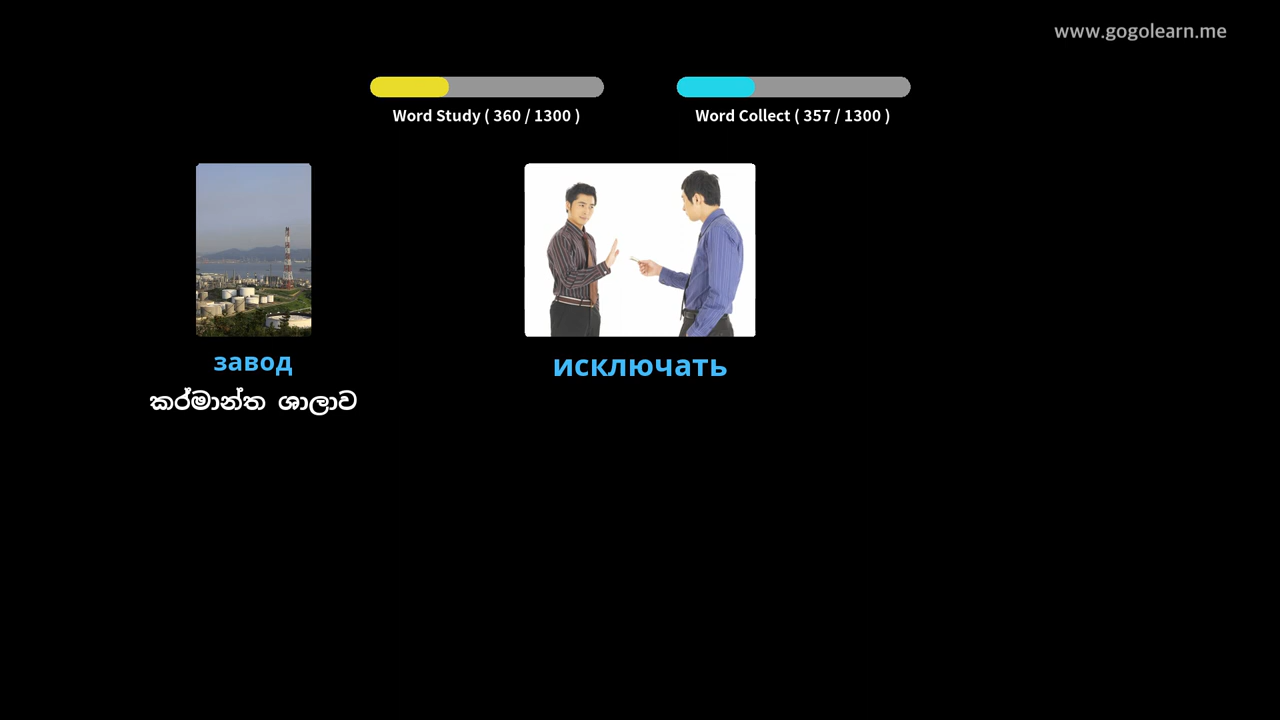 www.gogolearn.me
Word Study ( 360 / 1300 )
Word Collect ( 357 / 1300 )
завод
කර්මාන්ත ශාලාව
исключать